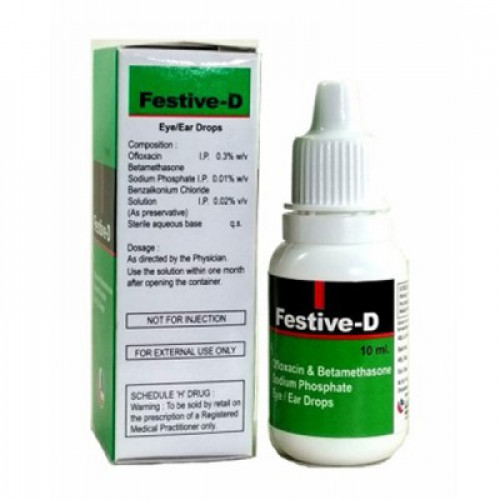 Festive-D
Eye/Ear Drops
Composition :
Ofloxacin I.P. 0.3% w/v
Betamethasone
Sodium Phosphate I.P. 0.01% w/v
Benzalkonium Chloride
Solution I.P. 0.02% v/v
(As preservative)
Sterile aqueous base q.s.
Dosage :
As directed by the Physician.
Use the solution within one month
after opening the container.
NOT FOR INJECTION
FOR EXTERNAL USE ONLY
SCHEDULE 'H' DRUG :
Warning : To be sold by retail on
the prescription of a Registered
Medical Practitioner only.
Festive-D
Festive-D
10 ml.
Ofloxacin & Betamethasone
Sodium Phosphate
Eye / Ear Drops